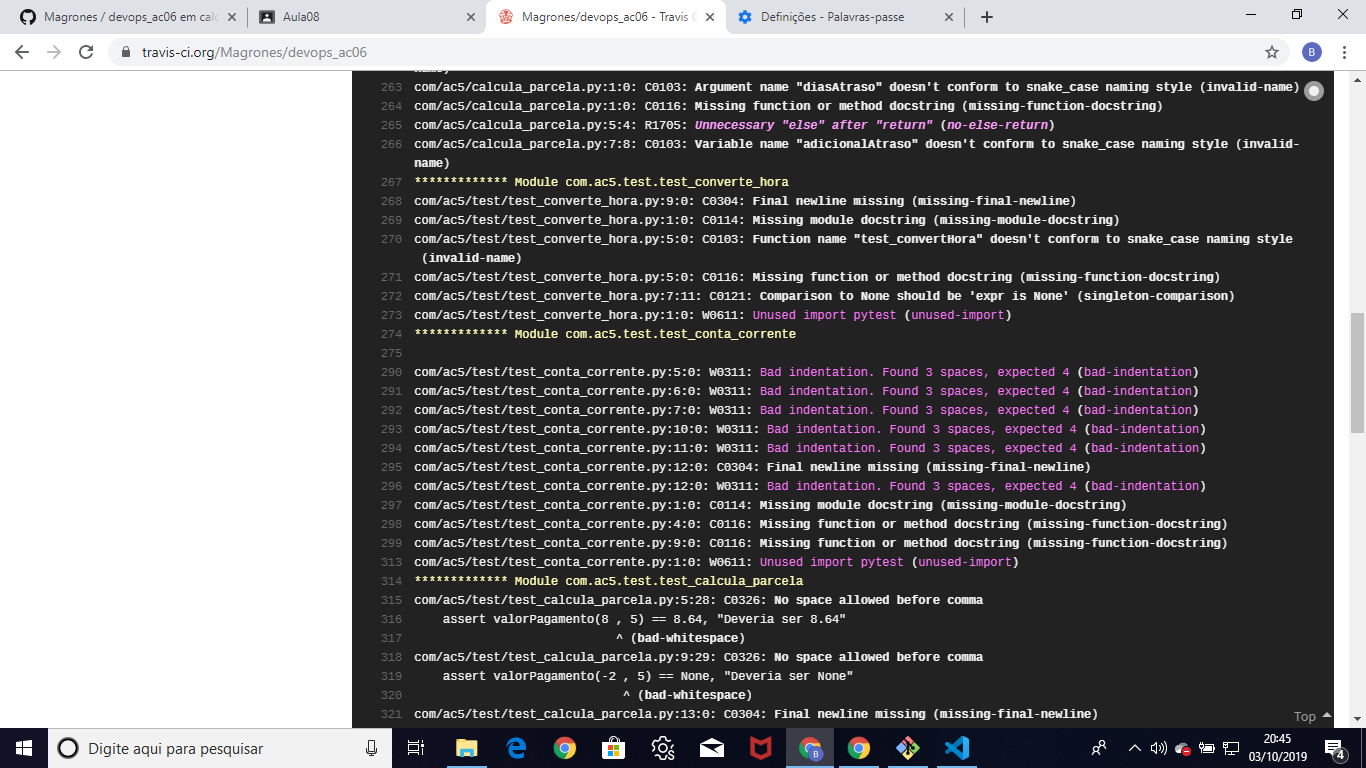 Magrones / devops_ac06 em calc
Aula08
Magrones/devops_ac06 - Travis C
Definições - Palavras-passe
travis-ci.org/Magrones/devops_ac06
B
name)
263 com/ac5/calcula_parcela.py:1:0: C0103: Argument name "diasAtraso" doesn't conform to snake_case naming style (invalid-name)
264 com/ac5/calcula_parcela.py:1:0: C0116: Missing function or method docstring (missing-function-docstring)
265 com/ac5/calcula_parcela.py:5:4: R1705: Unnecessary "else" after "return" (no-else-return)
266 com/ac5/calcula_parcela.py:7:8: C0103: Variable name "adicionalAtraso" doesn't conform to snake_case naming style (invalid-
name)
267 ************* Module com.ac5.test.test_converte_hora
268 com/ac5/test/test_converte_hora.py:9:0: C0304: Final newline missing (missing-final-newline)
269 com/ac5/test/test_converte_hora.py:1:0: C0114: Missing module docstring (missing-module-docstring)
270 com/ac5/test/test_converte_hora.py:5:0: C0103: Function name "test_convertHora" doesn't conform to snake_case naming style
(invalid-name)
271 com/ac5/test/test_converte_hora.py:5:0: C0116: Missing function or method docstring (missing-function-docstring)
272 com/ac5/test/test_converte_hora.py:7:11: C0121: Comparison to None should be 'expr is None' (singleton-comparison)
273 com/ac5/test/test_converte_hora.py:1:0: W0611: Unused import pytest (unused-import)
274 ************* Module com.ac5.test.test_conta_corrente
275
290 com/ac5/test/test_conta_corrente.py:5:0: W0311: Bad indentation. Found 3 spaces, expected 4 (bad-indentation)
291 com/ac5/test/test_conta_corrente.py:6:0: W0311: Bad indentation. Found 3 spaces, expected 4 (bad-indentation)
292 com/ac5/test/test_conta_corrente.py:7:0: W0311: Bad indentation. Found 3 spaces, expected 4 (bad-indentation)
293 com/ac5/test/test_conta_corrente.py:10:0: W0311: Bad indentation. Found 3 spaces, expected 4 (bad-indentation)
294 com/ac5/test/test_conta_corrente.py:11:0: W0311: Bad indentation. Found 3 spaces, expected 4 (bad-indentation)
295 com/ac5/test/test_conta_corrente.py:12:0: C0304: Final newline missing (missing-final-newline)
296 com/ac5/test/test_conta_corrente.py:12:0: W0311: Bad indentation. Found 3 spaces, expected 4 (bad-indentation)
297 com/ac5/test/test_conta_corrente.py:1:0: C0114: Missing module docstring (missing-module-docstring)
298 com/ac5/test/test_conta_corrente.py:4:0: C0116: Missing function or method docstring (missing-function-docstring)
299 com/ac5/test/test_conta_corrente.py:9:0: C0116: Missing function or method docstring (missing-function-docstring)
313 com/ac5/test/test_conta_corrente.py:1:0: W0611: Unused import pytest (unused-import)
314 ************* Module com.ac5.test.test_calcula_parcela
315 com/ac5/test/test_calcula_parcela.py:5:28: C0326: No space allowed before comma
316 assert valorPagamento(8 , 5) == 8.64, "Deveria ser 8.64"
317 ^ (bad-whitespace)
318 com/ac5/test/test_calcula_parcela.py:9:29: C0326: No space allowed before comma
319 assert valorPagamento(-2 , 5) == None, "Deveria ser None"
320 ^ (bad-whitespace)
321 com/ac5/test/test_calcula_parcela.py:13:0: C0304: Final newline missing (missing-final-newline)
Top
Digite aqui para pesquisar
B
20:45
03/10/2019
4